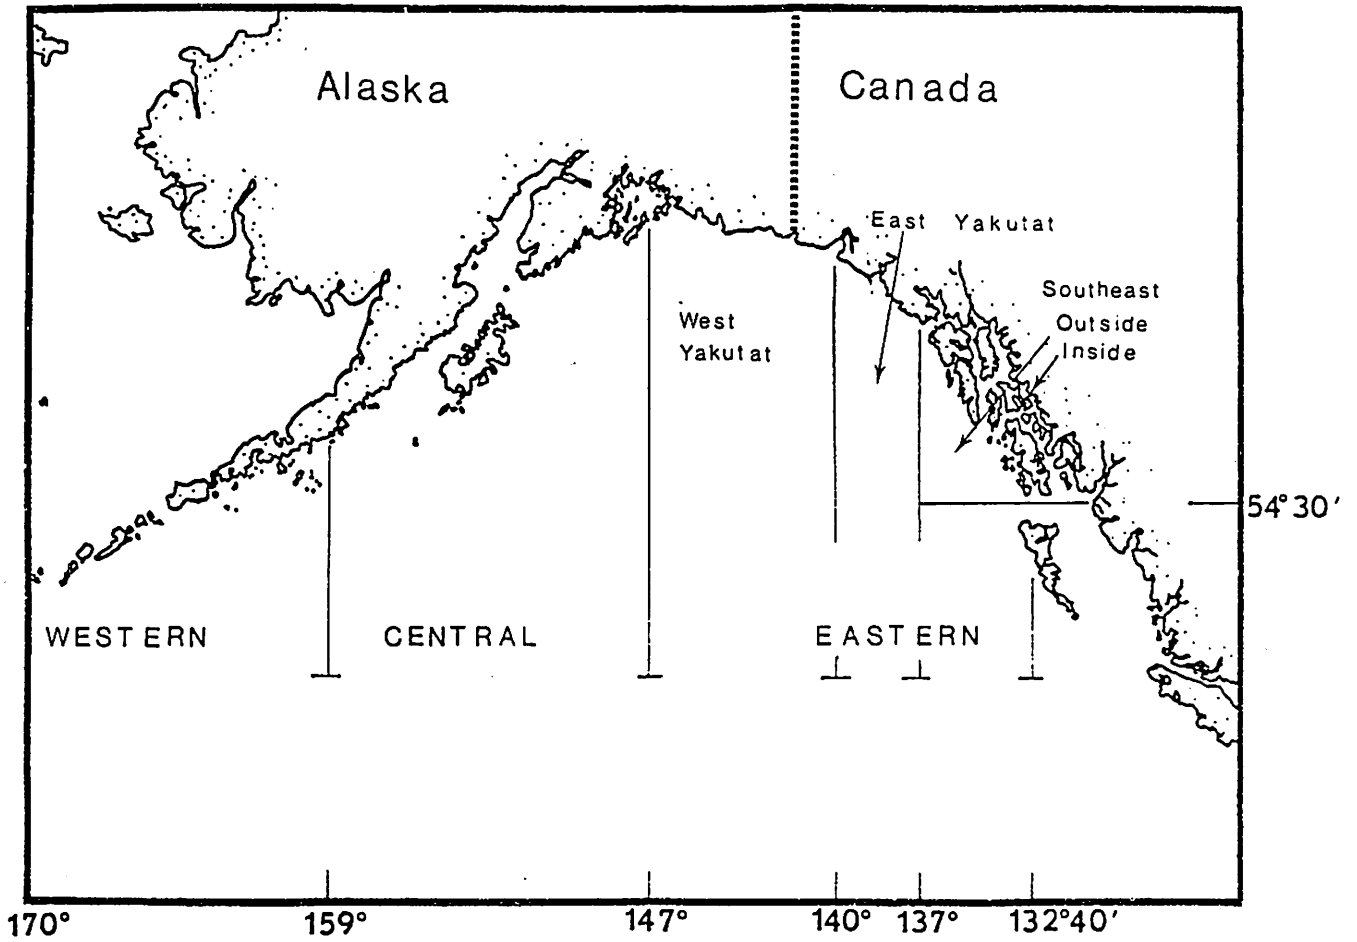 Alaska
Canada
East Yakutat
Southeast
Outside
Inside
West
Yakutat
54° 30'
WESTERN
CENTRAL
EASTERN
170°
159°
147°
140°
137°
132°40'